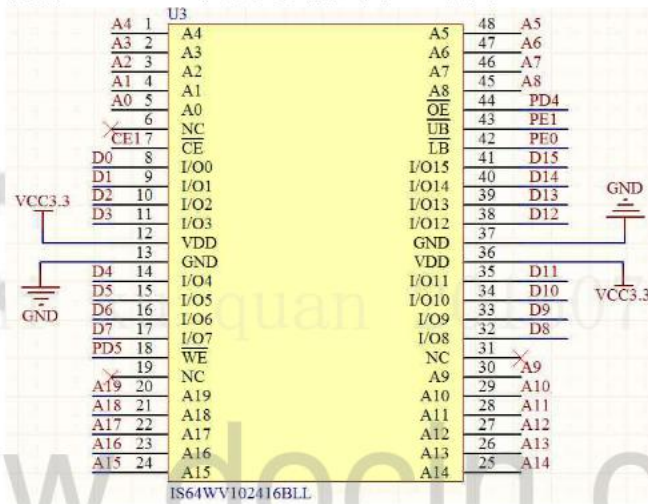 U3
A4 1 A4 A5 48 A5
A3 2 A3 A6 47 A6
A2 3 A2 A7 46 A7
A1 4 A1 A8 45 A8
A0 5 A0 OE 44 PD4
6 NC UB 43 PE1
CE1 7 CE LB 42 PE0
D0 8 I/O0 I/O15 41 D15
D1 9 I/O1 I/O14 40 D14
D2 10 I/O2 I/O13 39 D13
D3 11 I/O3 I/O12 38 D12
VCC3.3 12 VDD GND 37 GND
GND 13 GND VDD 36 VCC3.3
D4 14 I/O4 I/O11 35 D11
D5 15 I/O5 I/O10 34 D10
D6 16 I/O6 I/O9 33 D9
D7 17 I/O7 I/O8 32 D8
PD5 18 WE NC 31
19 NC A9 30 A9
A19 20 A19 A10 29 A10
A18 21 A18 A11 28 A11
A17 22 A17 A12 27 A12
A16 23 A16 A13 26 A13
A15 24 A15 A14 25 A14
IS64WV102416BLL